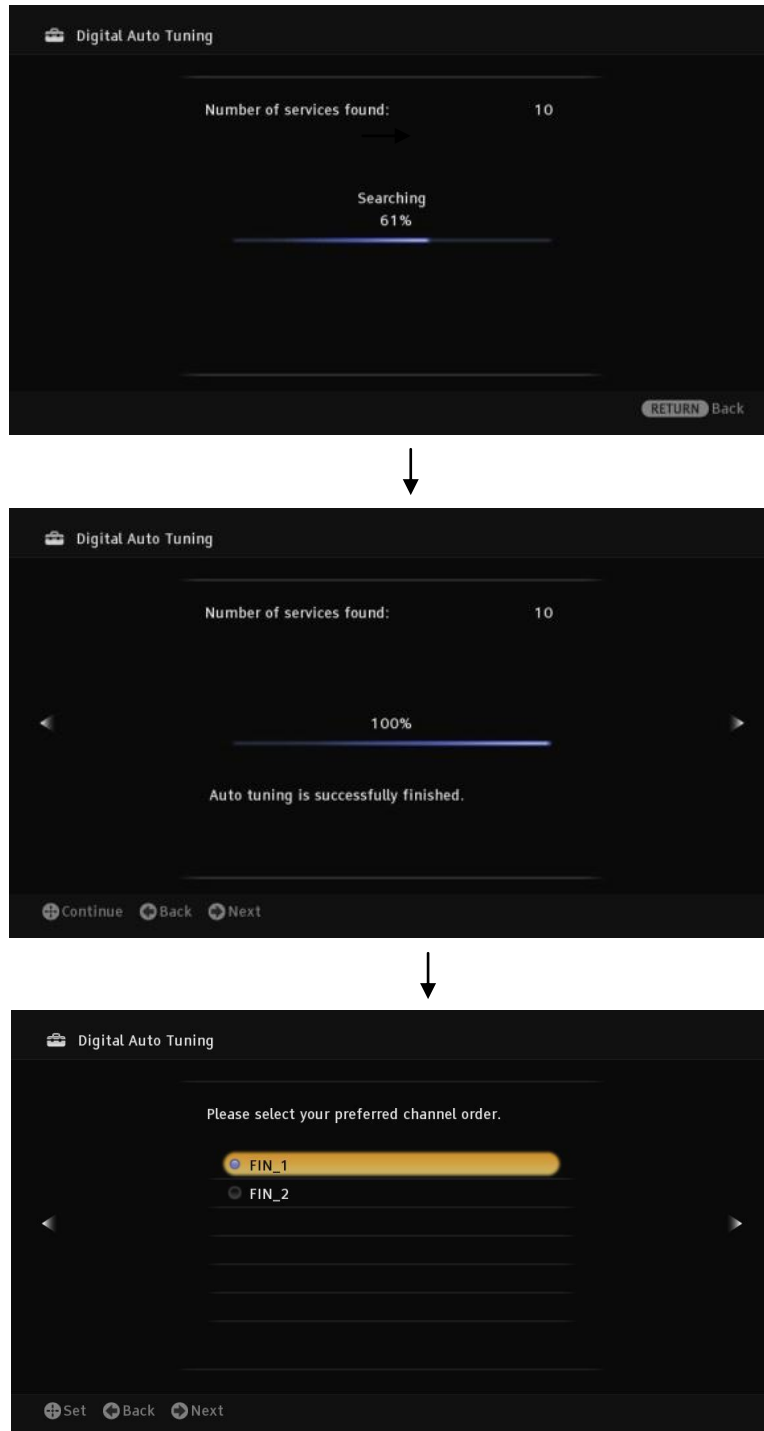 Digital Auto Tuning
Number of services found: 10
Searching
61%
RETURN Back
Digital Auto Tuning
Number of services found: 10
100%
Auto tuning is successfully finished.
Continue Back Next
Digital Auto Tuning
Please select your preferred channel order.
FIN_1
FIN_2
Set Back Next